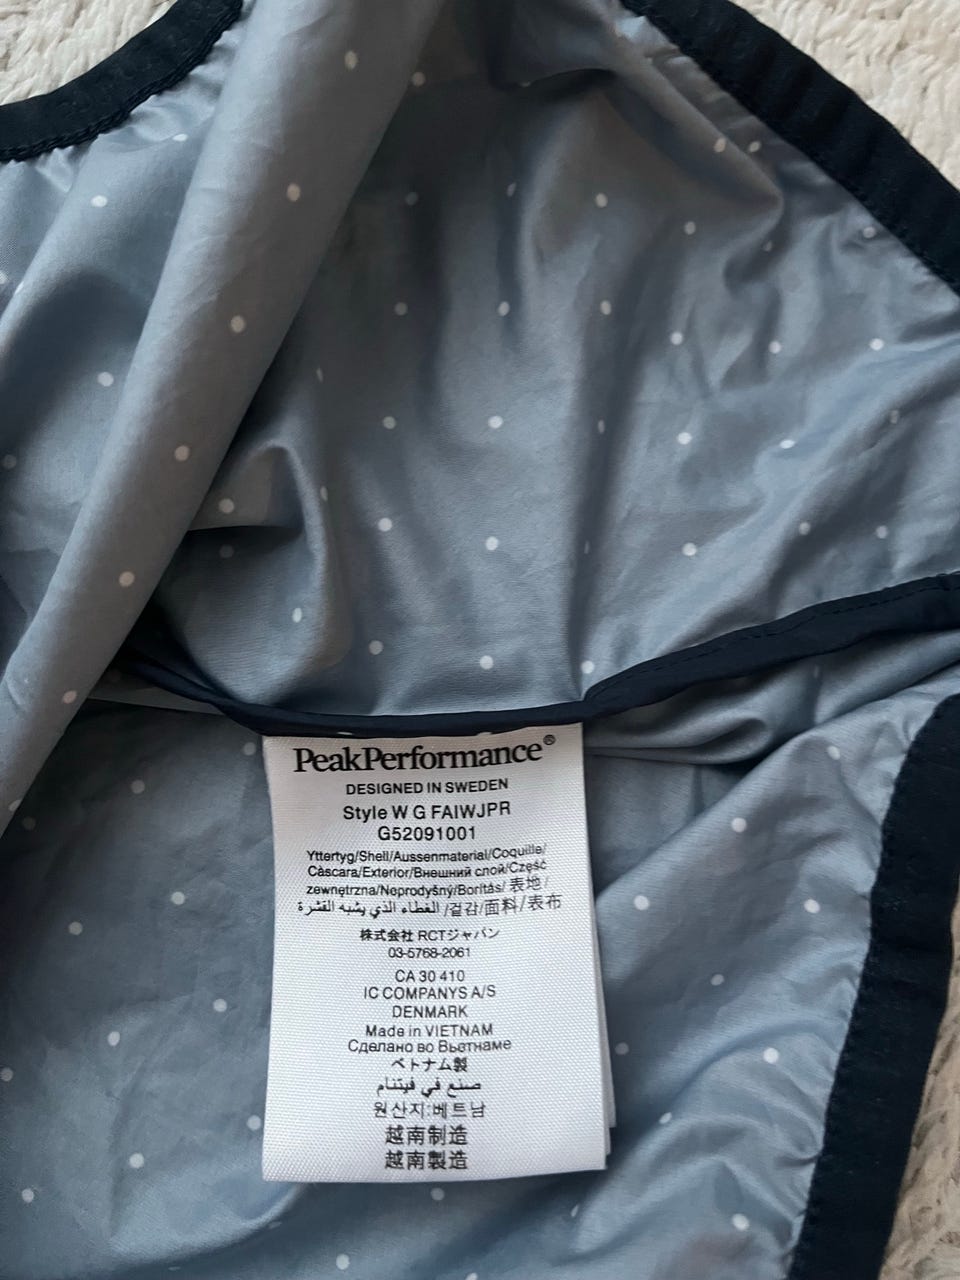 PeakPerformance®
DESIGNED IN SWEDEN
Style W G FAIWJPR
G52091001
Yttertyg/Shell/Aussenmaterial/Coquille/
Càscara/Exterior/Внешний слой/Część
zewnętrzna/Neprodyšný/Borítás/ 表地/
الغطاء الذي يشبه القشرة /겉감/面料/表布
株式会社 RCTジャパン
03-5768-2061
CA 30 410
IC COMPANYS A/S
DENMARK
Made in VIETNAM
Сделано во Вьетнаме
ベトナム製
صنع في فيتنام
원산지:베트남
越南制造
越南製造